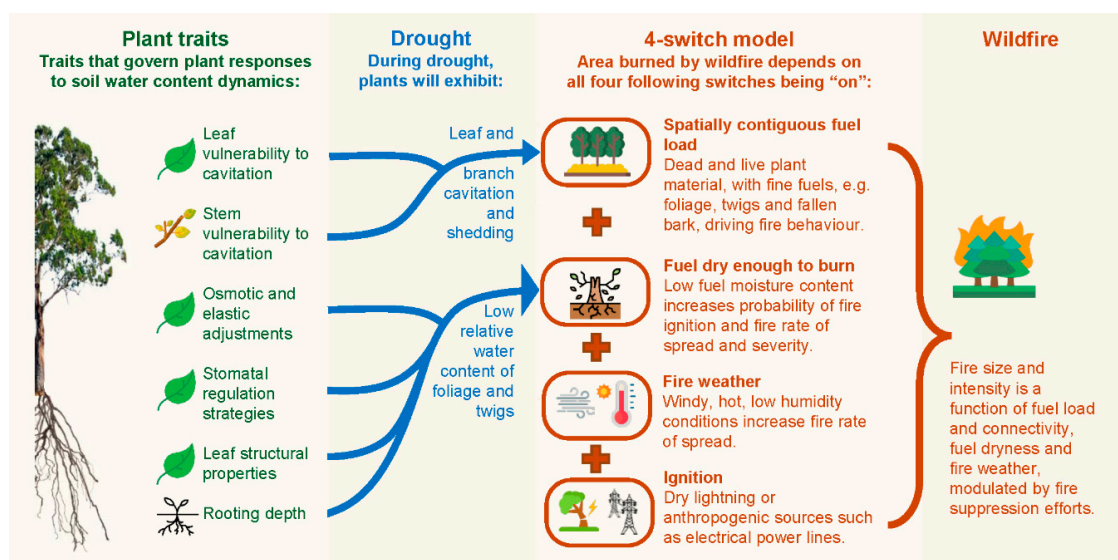 Plant traits
Traits that govern plant responses
to soil water content dynamics:
Leaf
vulnerability to
cavitation
Stem
vulnerability to
cavitation
Osmotic and
elastic
adjustments
Stomatal
regulation
strategies
Leaf structural
properties
Rooting depth
Drought
During drought,
plants will exhibit:
Leaf and
branch
cavitation
and
shedding
Low
relative
water
content of
foliage and
twigs
4-switch model
Area burned by wildfire depends on
all four following switches being “on”:
Spatially contiguous fuel
load
Dead and live plant
material, with fine fuels, e.g.
foliage, twigs and fallen
bark, driving fire behaviour.
Fuel dry enough to burn
Low fuel moisture content
increases probability of fire
ignition and fire rate of
spread and severity.
Fire weather
Windy, hot, low humidity
conditions increase fire rate
of spread.
Ignition
Dry lightning or
anthropogenic sources such
as electrical power lines.
Wildfire
Fire size and
intensity is a
function of fuel load
and connectivity,
fuel dryness and
fire weather,
modulated by fire
suppression efforts.